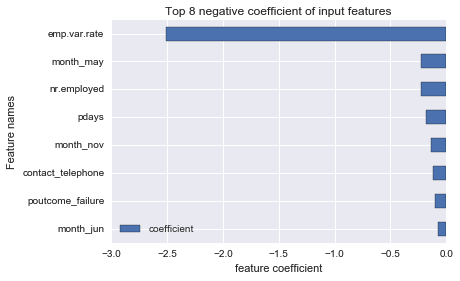 Top 8 negative coefficient of input features
Feature names
emp.var.rate
month_may
nr.employed
pdays
month_nov
contact_telephone
poutcome_failure
month_jun
coefficient
−3.0 −2.5 −2.0 −1.5 −1.0 −0.5 0.0
feature coefficient